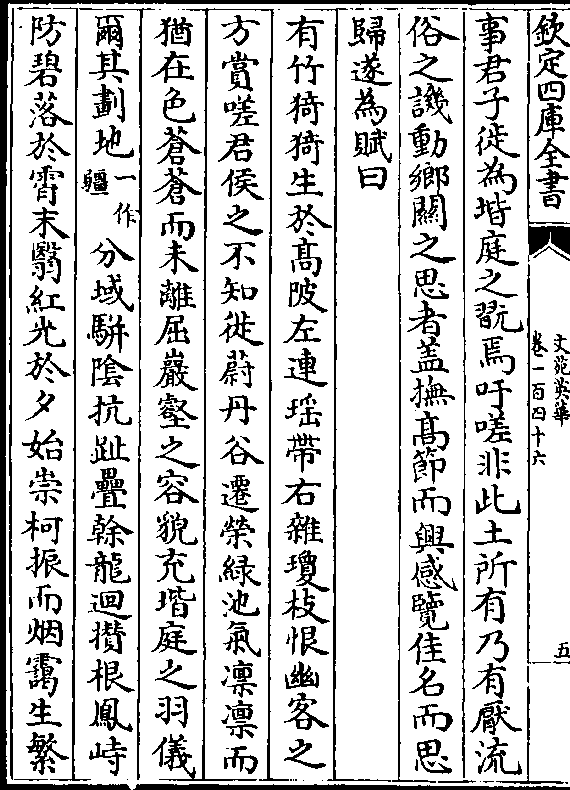 欽定四庫全書
文苑英華
卷一百四十六
五
事君子徙為堦庭之翫焉吁嗟非此土所有乃有厭流
俗之譏動鄉關之思者盖撫髙節而興感覽佳名而思
歸遂為賦曰
有竹猗猗生於髙陂左連瑶帶右雜瓊枝恨幽客之
方賞嗟君侯之不知徙蔚丹谷遷榮緑池氣凛凛而
猶在色蒼蒼而未離屈巖壑之容貌充堦庭之羽儀
爾其劃地一作疆分域駢陰抗趾疊榦龍迴攅根鳳峙
防碧落於霄末翳紅光於夕始崇柯振而烟靄生繁